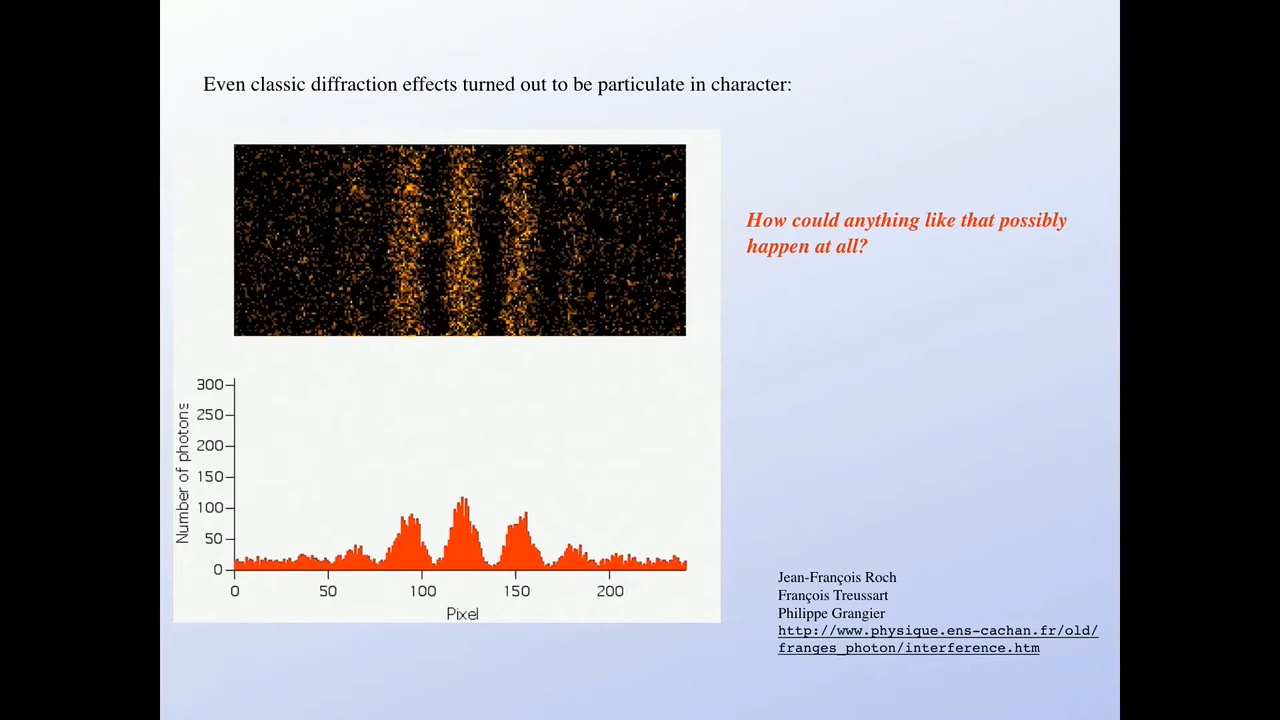 Even classic diffraction effects turned out to be particulate in character:
How could anything like that possibly
happen at all?
300
250
200
150
100
50
0
Number of photons
0 50 100 150 200
Pixel
Jean-François Roch
François Treussart
Philippe Grangier
http://www.physique.ens-cachan.fr/old/
franges_photon/interference.htm